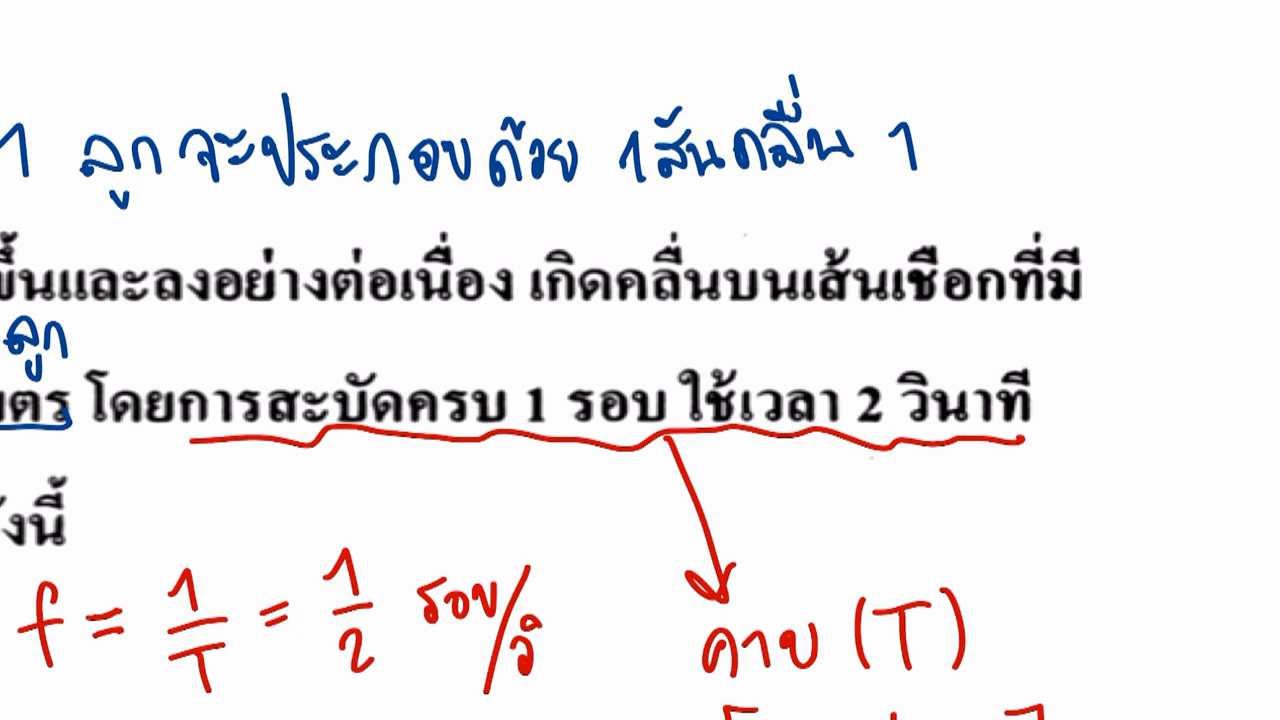 1 ลูก จะประกอบด้วย 1สันคลื่น 1
ขึ้นและลงอย่างต่อเนื่อง เกิดคลื่นบนเส้นเชือกที่มี
ลูก
เมตร โดยการสะบัดครบ 1 รอบ ใช้เวลา 2 วินาที
ังนี้
f = 1/T = 1/2 รอบ/วิ
คาบ (T)